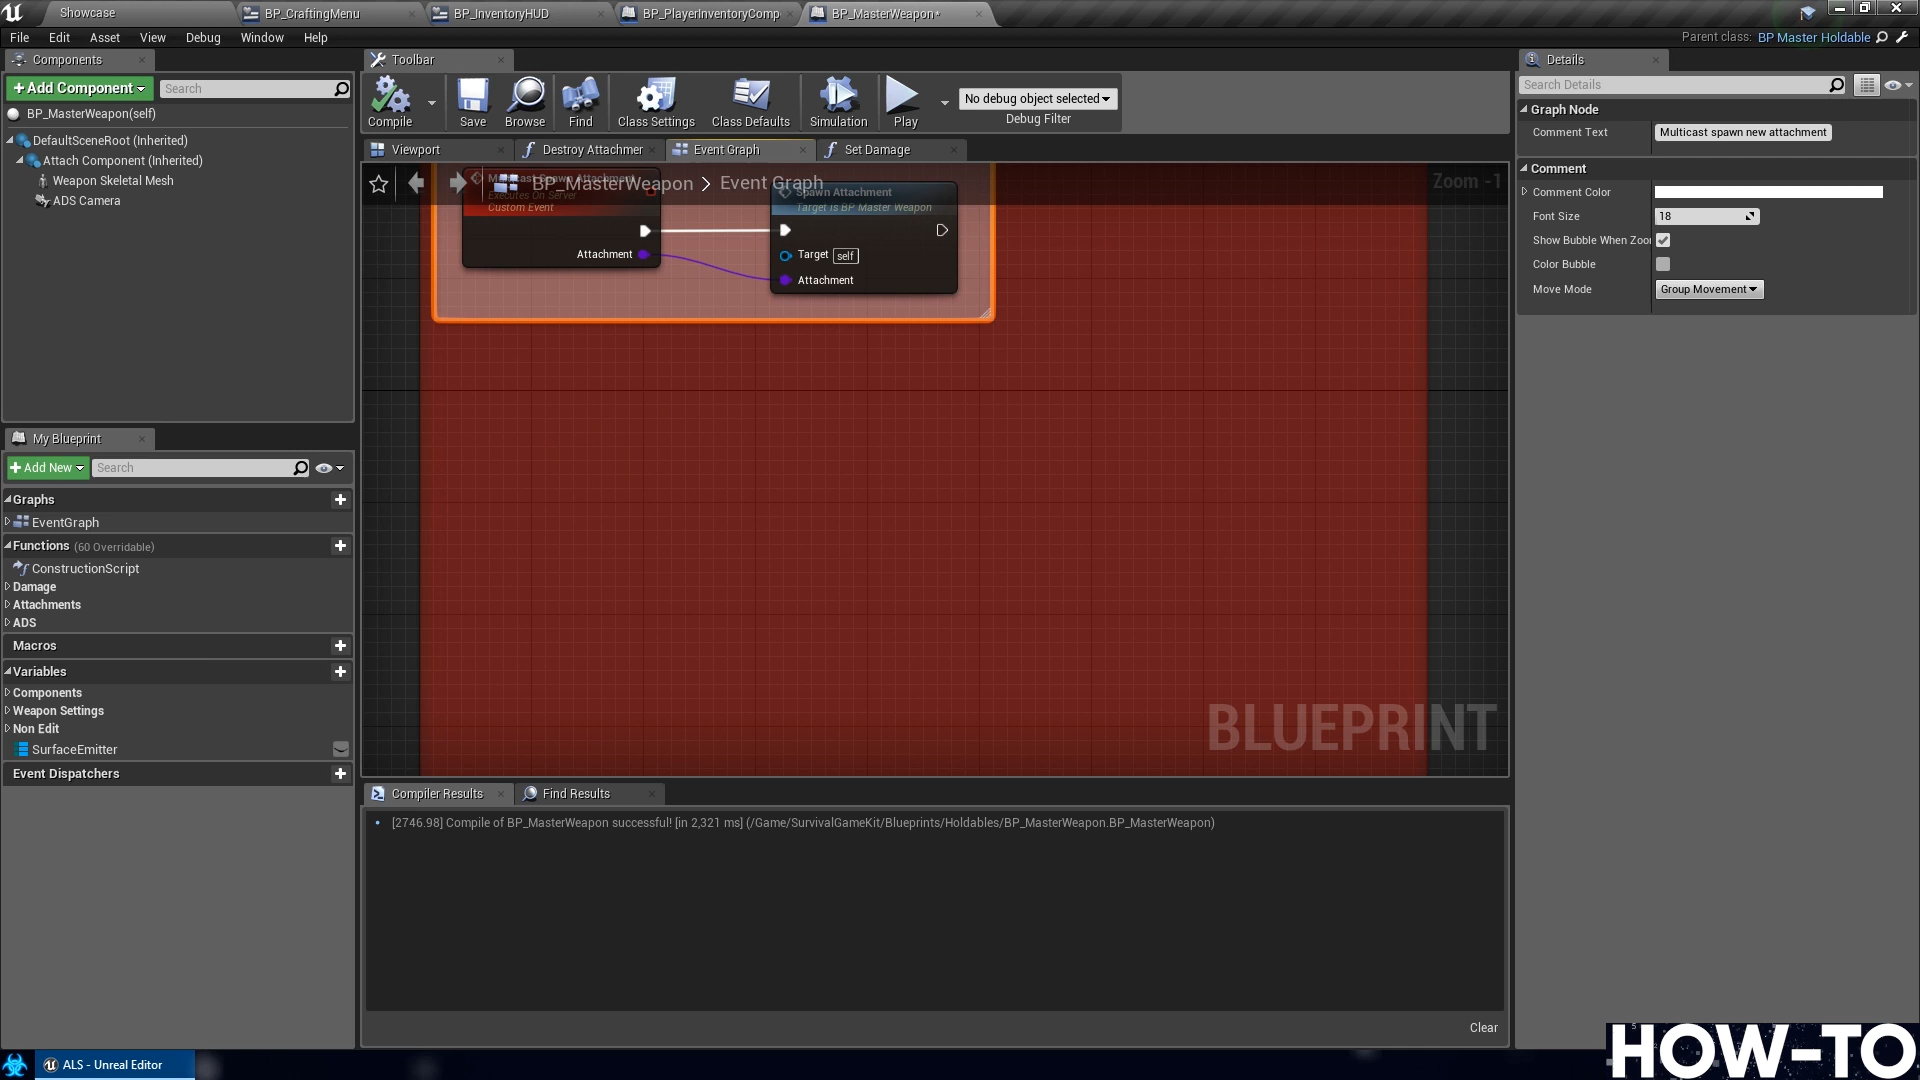 Showcase
BP_CraftingMenu
BP_InventoryHUD
BP_PlayerInventoryComp
BP_MasterWeapon*
File Edit Asset View Debug Window Help
Parent class: BP Master Holdable
Components
Toolbar
Details
+Add Component
Search
Search Details
BP_MasterWeapon(self)
DefaultSceneRoot (Inherited)
Attach Component (Inherited)
Weapon Skeletal Mesh
ADS Camera
Compile
Save
Browse
Find
Class Settings
Class Defaults
Simulation
Play
No debug object selected
Debug Filter
Viewport
Destroy Attachmer
Event Graph
Set Damage
BP_MasterWeapon > Event Graph
Zoom -1
Multicast Spawn Attachment
Executes On Server
Custom Event
Attachment
Spawn Attachment
Target is BP Master Weapon
Target self
Attachment
BLUEPRINT
Graph Node
Comment Text
Multicast spawn new attachment
Comment
Comment Color
Font Size
18
Show Bubble When Zoo
Color Bubble
Move Mode
Group Movement
My Blueprint
+Add New
Search
Graphs
EventGraph
Functions (60 Overridable)
ConstructionScript
Damage
Attachments
ADS
Macros
Variables
Components
Weapon Settings
Non Edit
SurfaceEmitter
Event Dispatchers
Compiler Results
Find Results
[2746.98] Compile of BP_MasterWeapon successful! [in 2,321 ms] (/Game/SurvivalGameKit/Blueprints/Holdables/BP_MasterWeapon.BP_MasterWeapon)
Clear
ALS - Unreal Editor
HOW-TO